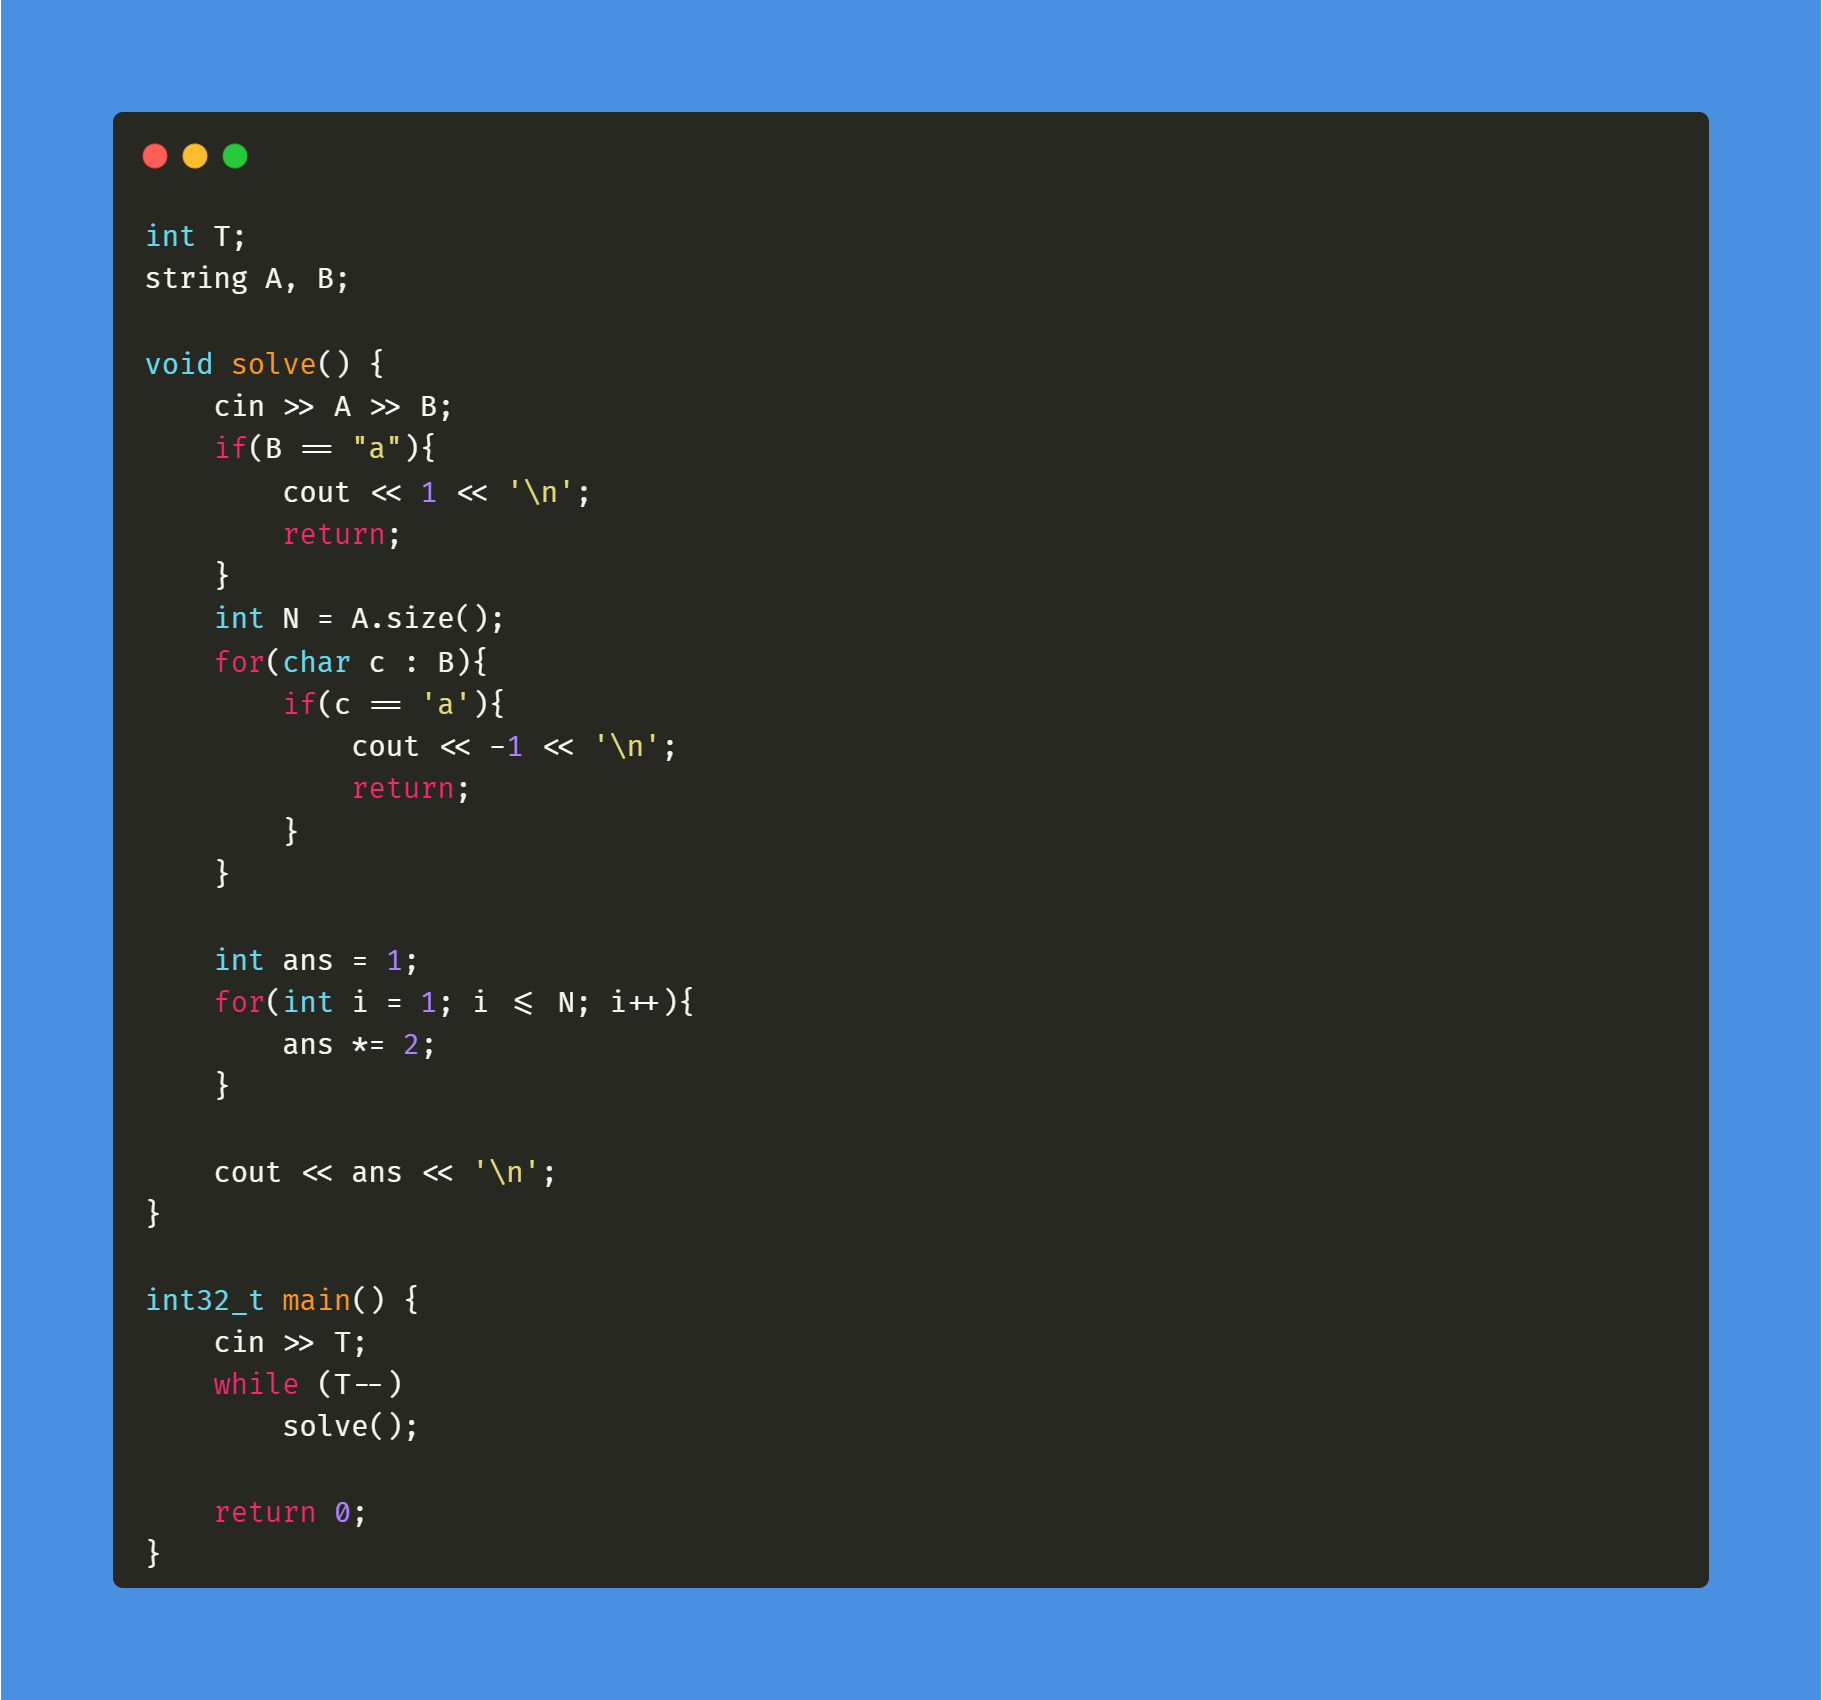 int T;
string A, B;

void solve() {
    cin >> A >> B;
    if(B == "a"){
        cout << 1 << '\n';
        return;
    }
    int N = A.size();
    for(char c : B){
        if(c == 'a'){
            cout << -1 << '\n';
            return;
        }
    }

    int ans = 1;
    for(int i = 1; i <= N; i++){
        ans *= 2;
    }

    cout << ans << '\n';
}

int32_t main() {
    cin >> T;
    while (T--)
        solve();

    return 0;
}